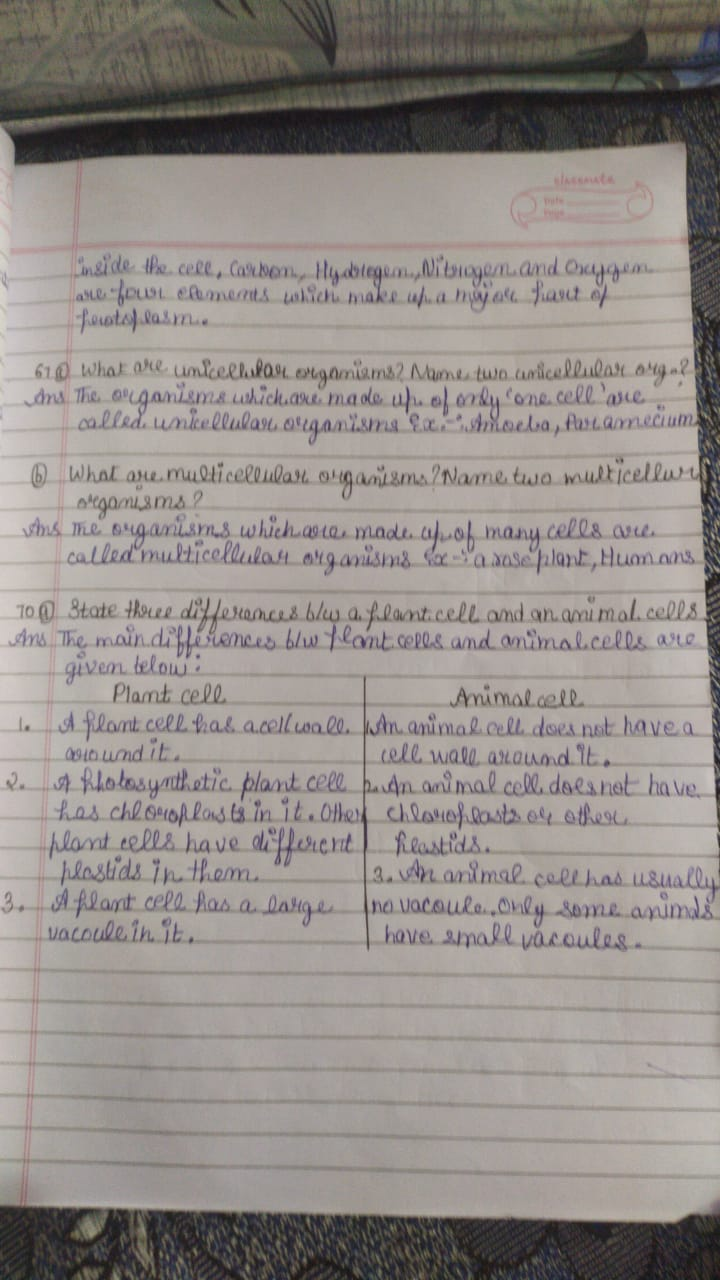 classmate
Date
Page
inside the cell, Carbon, Hydrogen, Nitrogen and Oxygen
are four elements which make up a major part of
protoplasm.
67 (a) What are unicellular organisms? Name two unicellular org.?
Ans The organisms which are made up of only 'one cell' are
called unicellular organisms Ex-: Amoeba, Paramecium
(b) What are multicellular organisms? Name two multicellur
organisms?
Ans The organisms which are made up of many cells are
called multicellular organisms Ex-: a rose plant, Humans
70 (a) State three differences b/w a plant cell and an animal cells
Ans The main differences b/w plant cells and animal cells are
given below:
Plant cell
1. A plant cell has a cell wall
around it.
2. A photosynthetic plant cell
has chloroplasts in it. Other
plant cells have different
plastids in them.
3. A plant cell has a large
vacoule in it.
Animal cell
1. An animal cell does not have a
cell wall around it.
2. An animal cell does not have
chloroplasts or other
plastids.
3. An animal cell has usually
no vacoule. Only some animals
have small vacoules.